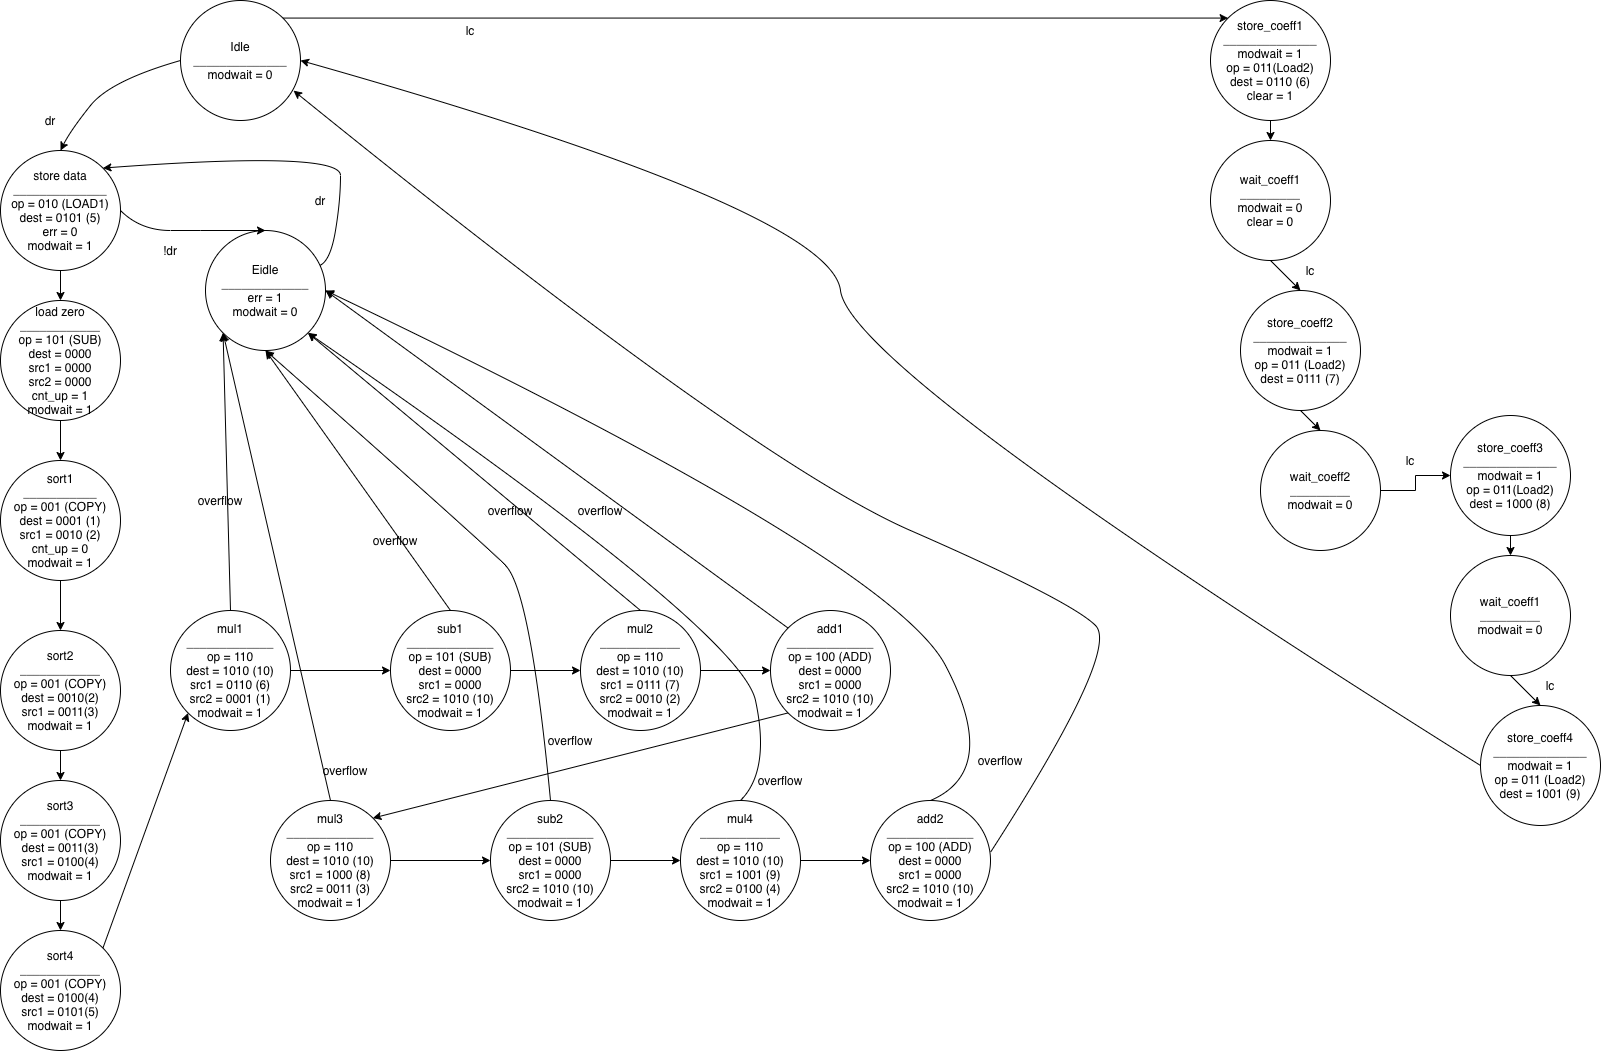 Idle
modwait = 0
lc
store_coeff1
modwait = 1
op = 011(Load2)
dest = 0110 (6)
clear = 1
dr
store data
op = 010 (LOAD1)
dest = 0101 (5)
err = 0
modwait = 1
dr
!dr
Eidle
err = 1
modwait = 0
wait_coeff1
modwait = 0
clear = 0
lc
store_coeff2
modwait = 1
op = 011 (Load2)
dest = 0111 (7)
load zero
op = 101 (SUB)
dest = 0000
src1 = 0000
src2 = 0000
cnt_up = 1
modwait = 1
wait_coeff2
modwait = 0
lc
store_coeff3
modwait = 1
op = 011(Load2)
dest = 1000 (8)
sort1
op = 001 (COPY)
dest = 0001 (1)
src1 = 0010 (2)
cnt_up = 0
modwait = 1
overflow
overflow
overflow
overflow
wait_coeff1
modwait = 0
lc
sort2
op = 001 (COPY)
dest = 0010(2)
src1 = 0011(3)
modwait = 1
mul1
op = 110
dest = 1010 (10)
src1 = 0110 (6)
src2 = 0001 (1)
modwait = 1
sub1
op = 101 (SUB)
dest = 0000
src1 = 0000
src2 = 1010 (10)
modwait = 1
mul2
op = 110
dest = 1010 (10)
src1 = 0111 (7)
src2 = 0010 (2)
modwait = 1
add1
op = 100 (ADD)
dest = 0000
src1 = 0000
src2 = 1010 (10)
modwait = 1
store_coeff4
modwait = 1
op = 011 (Load2)
dest = 1001 (9)
overflow
overflow
overflow
overflow
sort3
op = 001 (COPY)
dest = 0011(3)
src1 = 0100(4)
modwait = 1
mul3
op = 110
dest = 1010 (10)
src1 = 1000 (8)
src2 = 0011 (3)
modwait = 1
sub2
op = 101 (SUB)
dest = 0000
src1 = 0000
src2 = 1010 (10)
modwait = 1
mul4
op = 110
dest = 1010 (10)
src1 = 1001 (9)
src2 = 0100 (4)
modwait = 1
add2
op = 100 (ADD)
dest = 0000
src1 = 0000
src2 = 1010 (10)
modwait = 1
sort4
op = 001 (COPY)
dest = 0100(4)
src1 = 0101(5)
modwait = 1